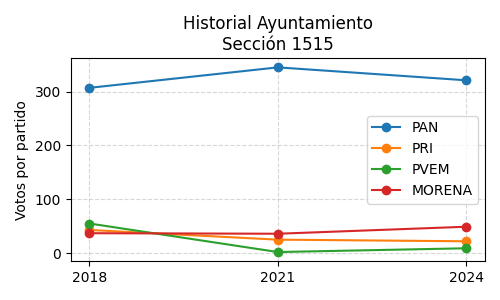 Historial Ayuntamiento
Sección 1515
Votos por partido
300
200
100
0
2018
2021
2024
PAN
PRI
PVEM
MORENA